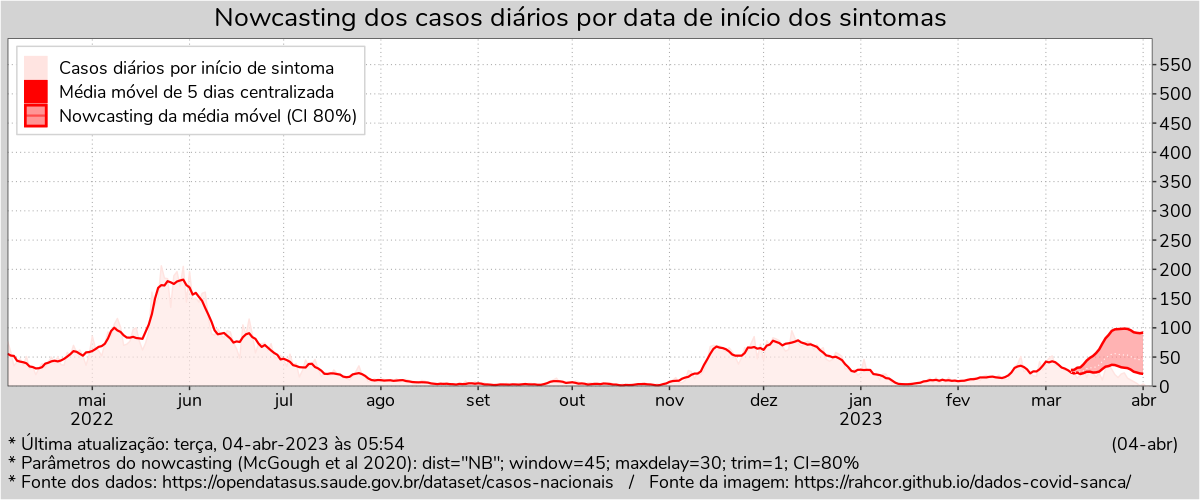 Nowcasting dos casos diários por data de início dos sintomas
Casos diários por início de sintoma
Média móvel de 5 dias centralizada
Nowcasting da média móvel (CI 80%)
550
500
450
400
350
300
250
200
150
100
50
0
mai jun jul ago set out nov dez jan fev mar abr
2022 2023
* Última atualização: terça, 04-abr-2023 às 05:54 (04-abr)
* Parâmetros do nowcasting (McGough et al 2020): dist="NB"; window=45; maxdelay=30; trim=1; CI=80%
* Fonte dos dados: https://opendatasus.saude.gov.br/dataset/casos-nacionais / Fonte da imagem: https://rahcor.github.io/dados-covid-sanca/